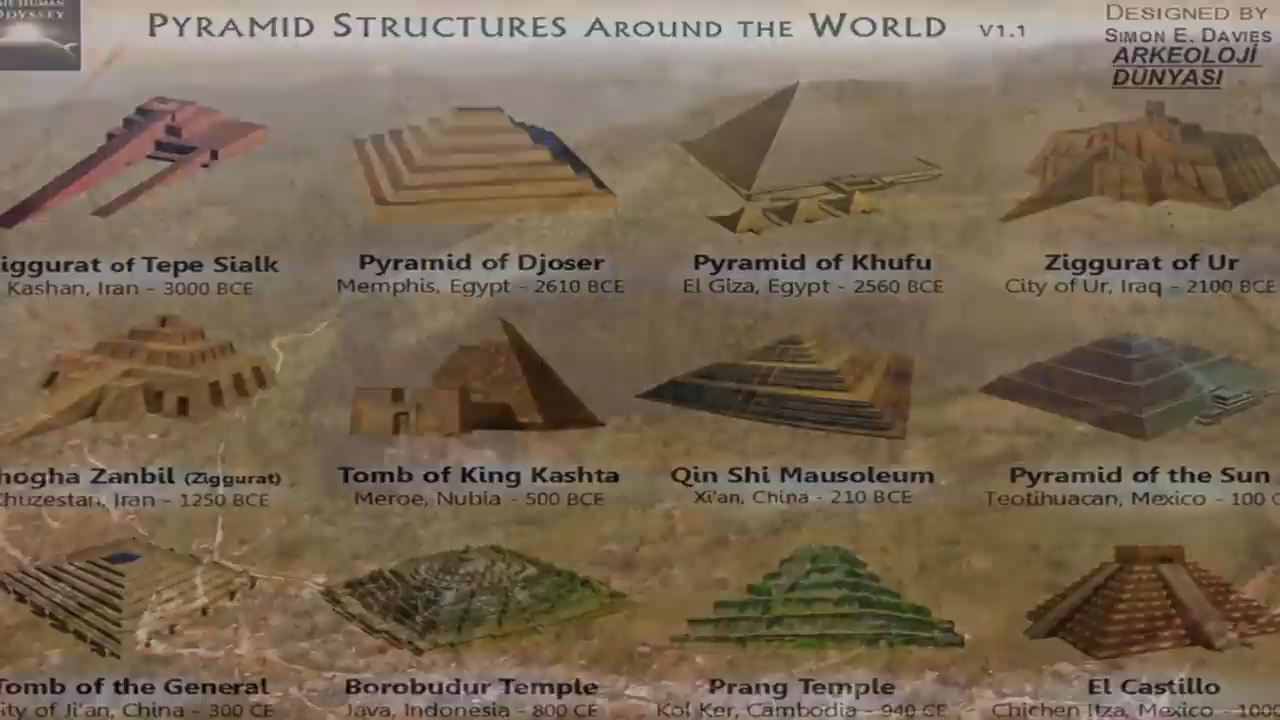 ODYSSEY
PYRAMID STRUCTURES AROUND THE WORLD V1.1
DESIGNED BY
SIMON E. DAVIES
ARKEOLOJİ
DUNYASI
iggurat of Tepe Sialk
Kashan, Iran - 3000 BCE
Pyramid of Djoser
Memphis, Egypt - 2610 BCE
Pyramid of Khufu
El Giza, Egypt - 2560 BCE
Ziggurat of Ur
City of Ur, Iraq - 2100 BCE
hogha Zanbil (Ziggurat)
Chuzestan, Iran - 1250 BCE
Tomb of King Kashta
Meroe, Nubia - 500 BCE
Qin Shi Mausoleum
Xi'an, China - 210 BCE
Pyramid of the Sun
Teotihuacan, Mexico - 100 C
Tomb of the General
ity of Ji'an, China - 300 CE
Borobudur Temple
Java, Indonesia - 800 CE
Prang Temple
Kol Ker, Cambodia - 940 CE
El Castillo
Chichen Itza, Mexico - 1000